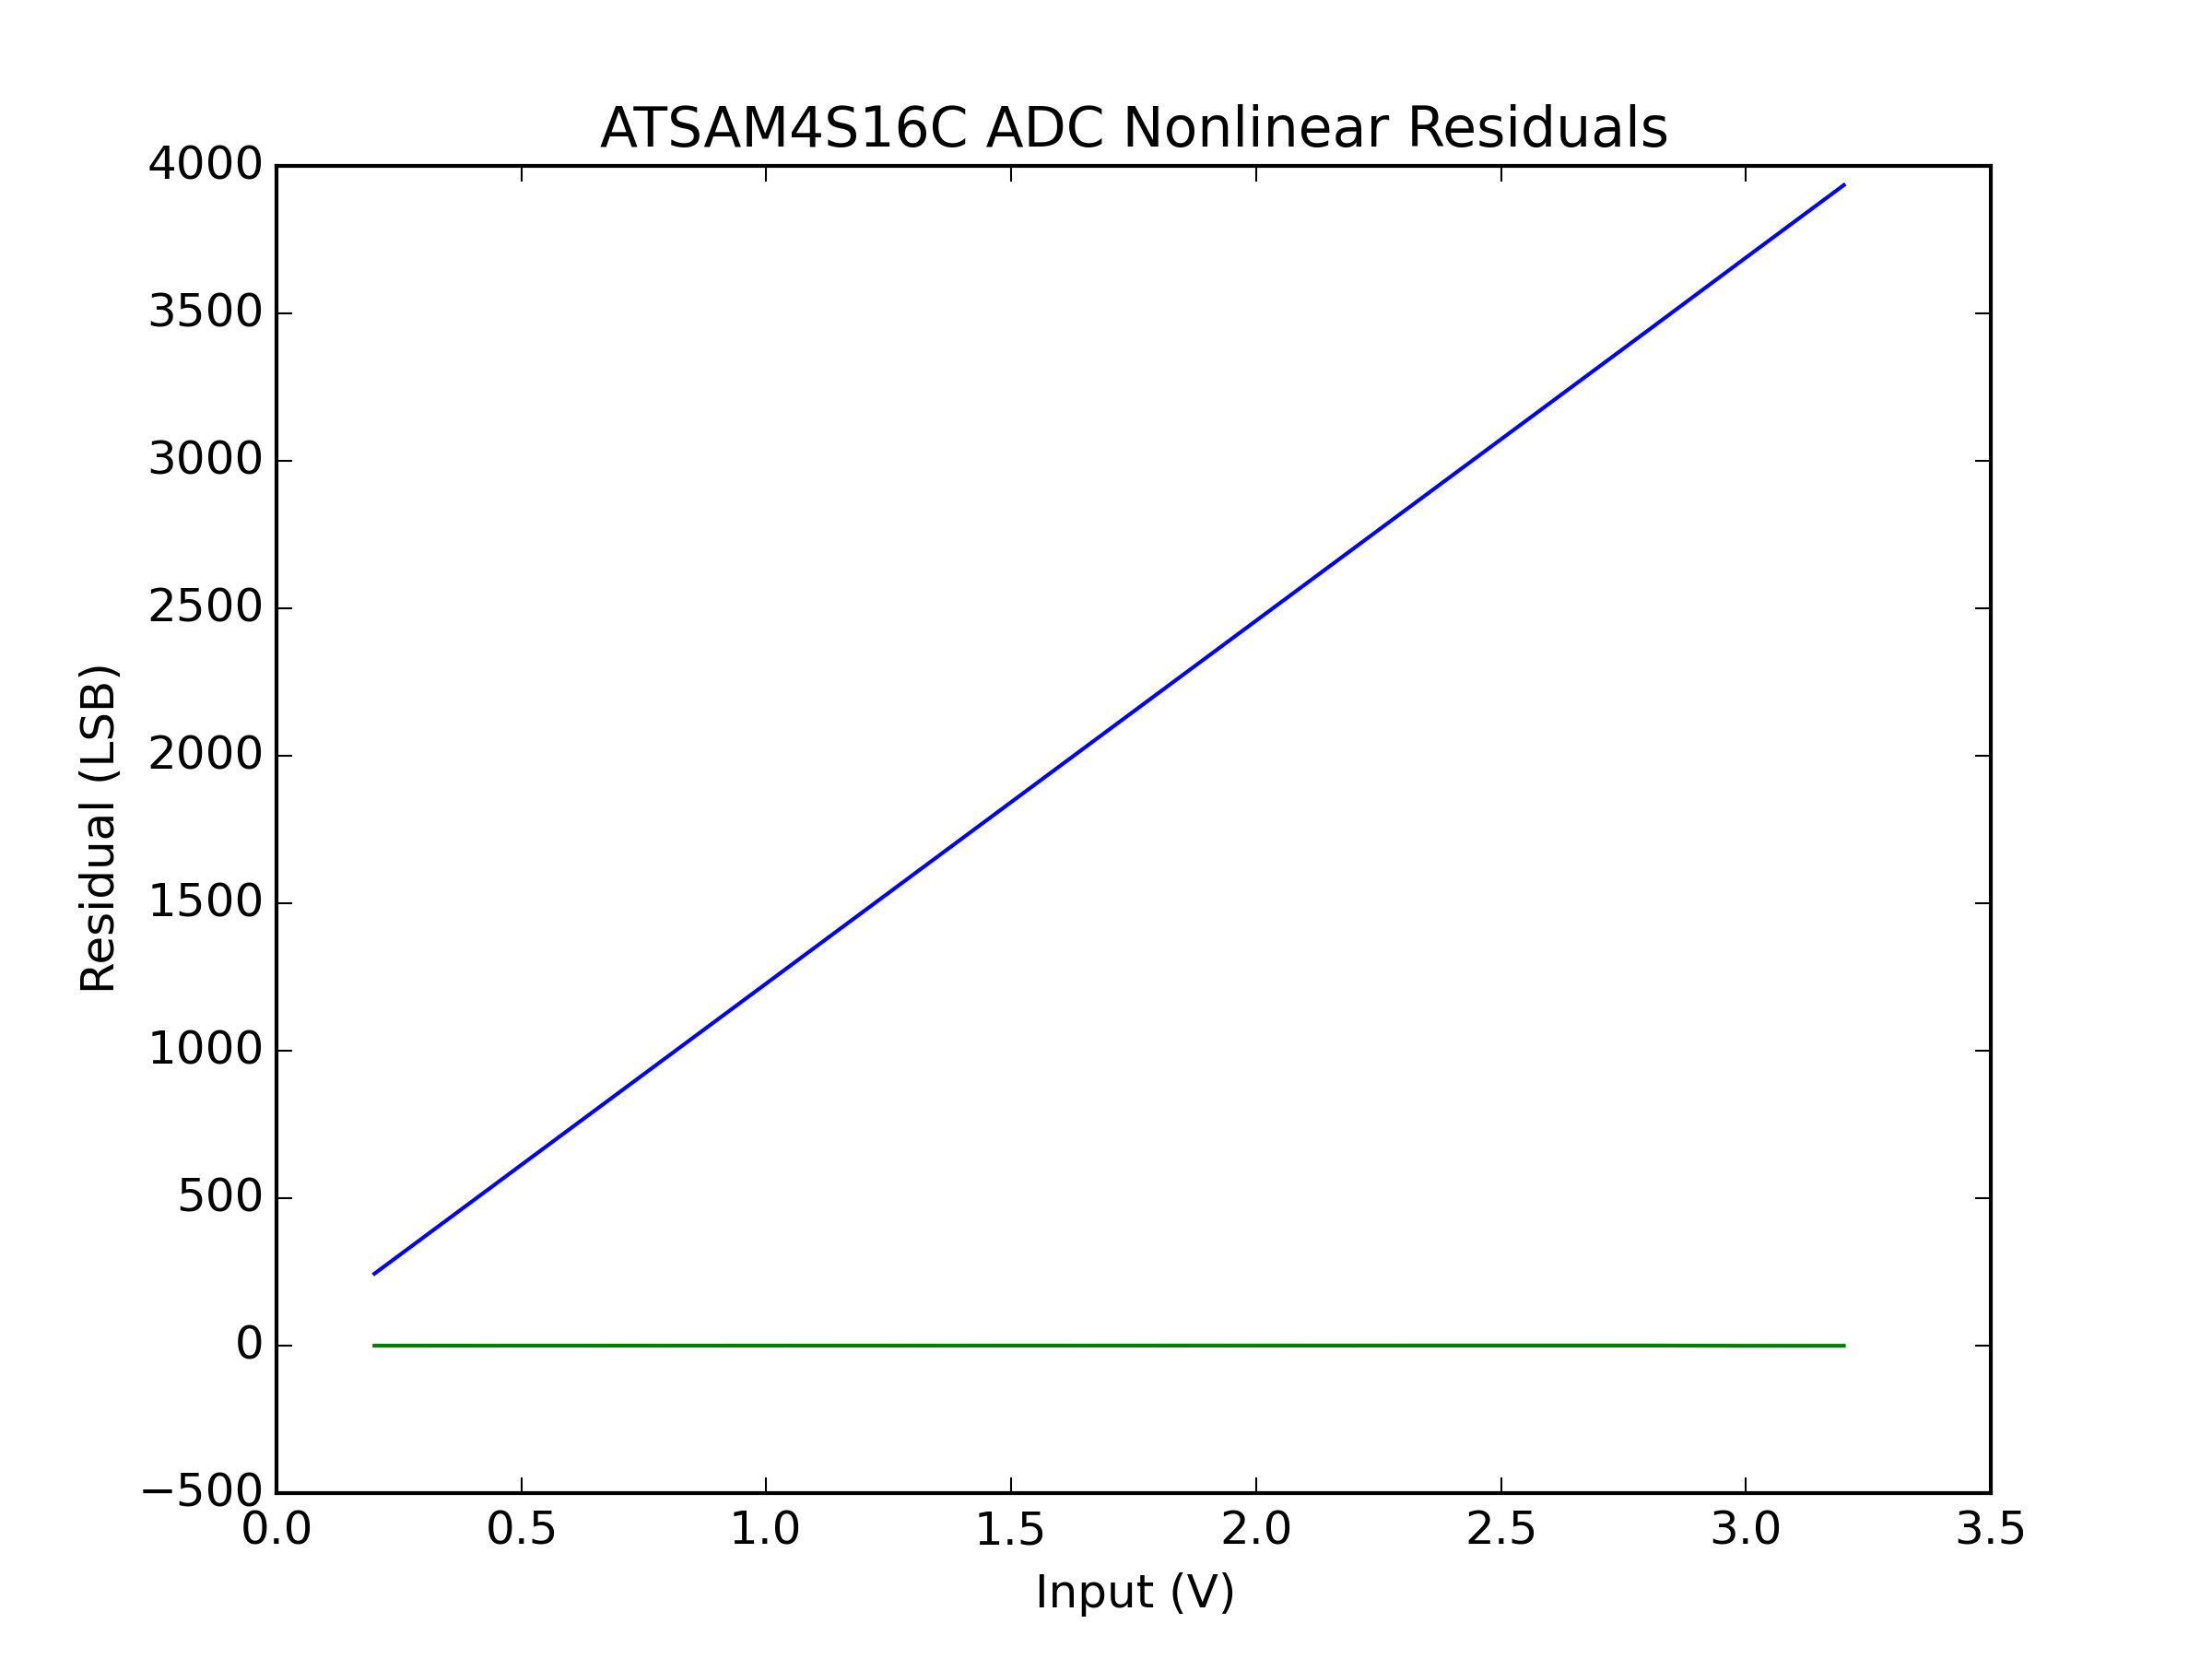 ATSAM4S16C ADC Nonlinear Residuals
4000
3500
3000
2500
2000
1500
1000
500
0
−500
Residual (LSB)
0.0 0.5 1.0 1.5 2.0 2.5 3.0 3.5
Input (V)